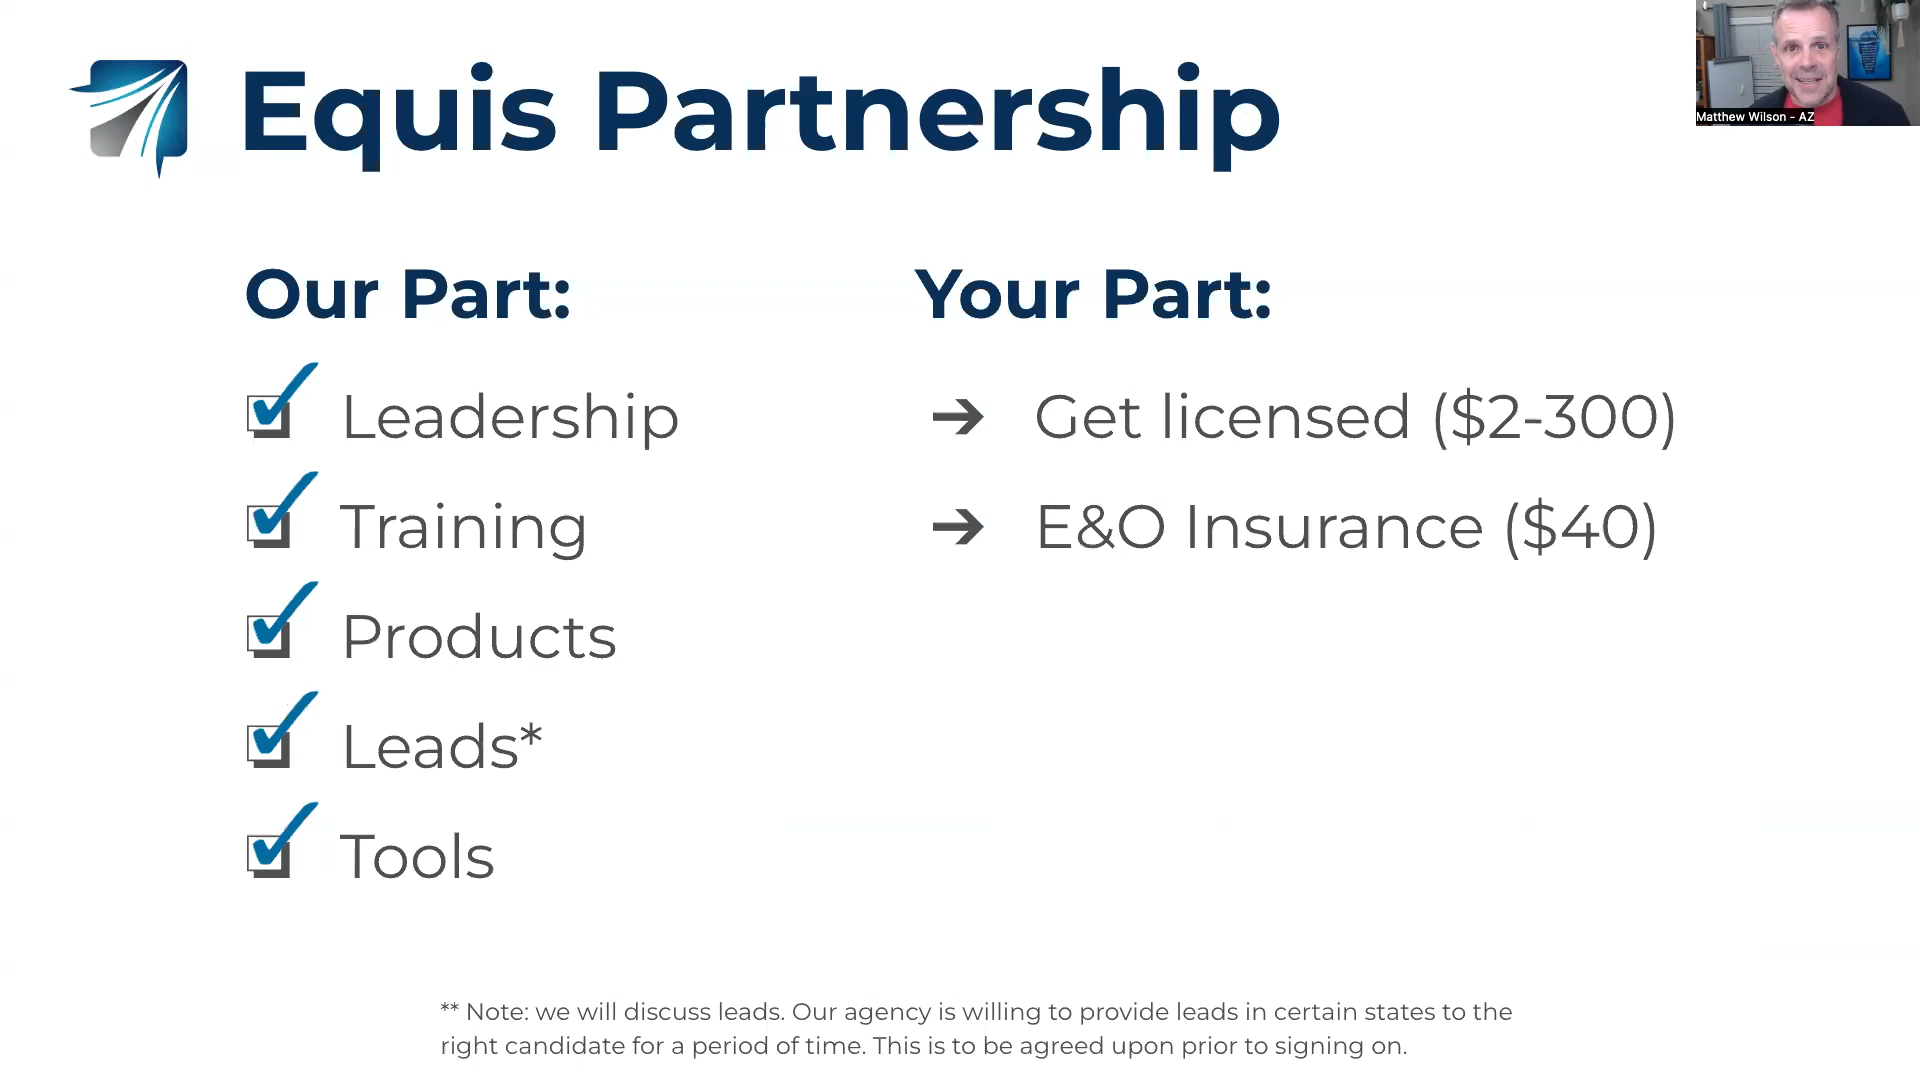 Equis Partnership
Matthew Wilson - AZ
Our Part:
Leadership
Training
Products
Leads*
Tools
Your Part:
Get licensed ($2-300)
E&O Insurance ($40)
** Note: we will discuss leads. Our agency is willing to provide leads in certain states to the
right candidate for a period of time. This is to be agreed upon prior to signing on.